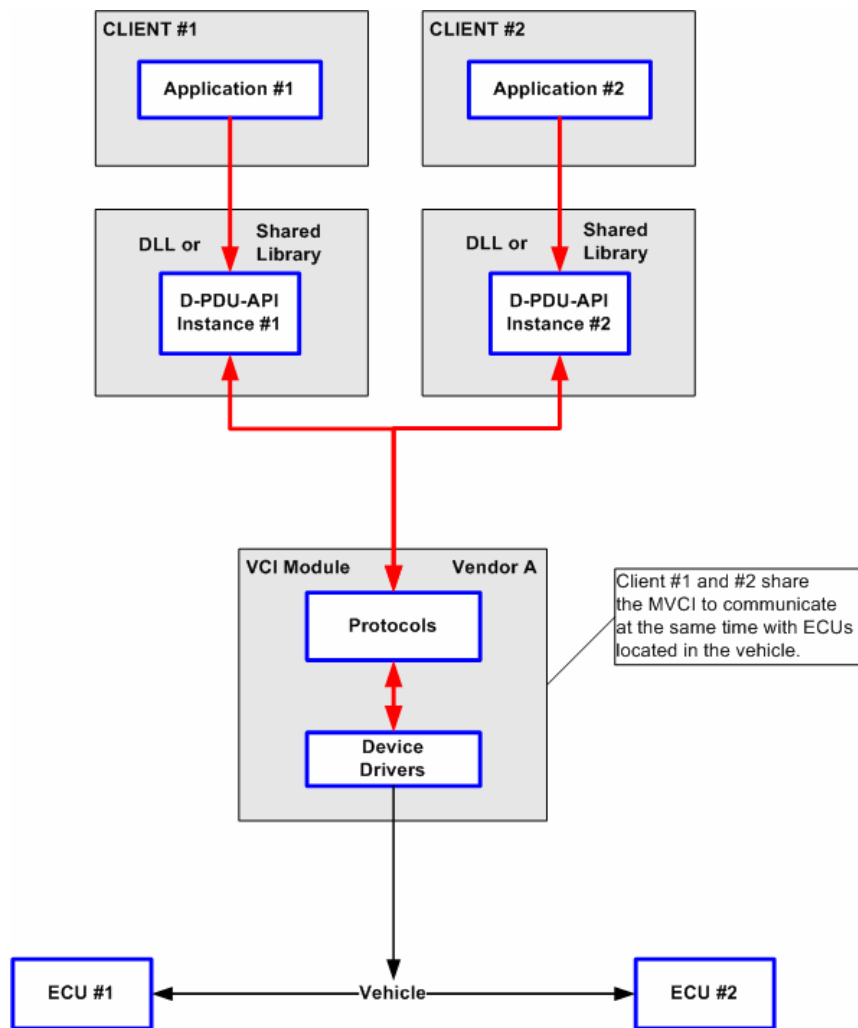 CLIENT #1
CLIENT #2
Application #1
Application #2
DLL or
Shared
Library
DLL or
Shared
Library
D-PDU-API
Instance #1
D-PDU-API
Instance #2
VCI Module
Vendor A
Protocols
Device
Drivers
Client #1 and #2 share
the MVCI to communicate
at the same time with ECUs
located in the vehicle.
ECU #1
Vehicle
ECU #2